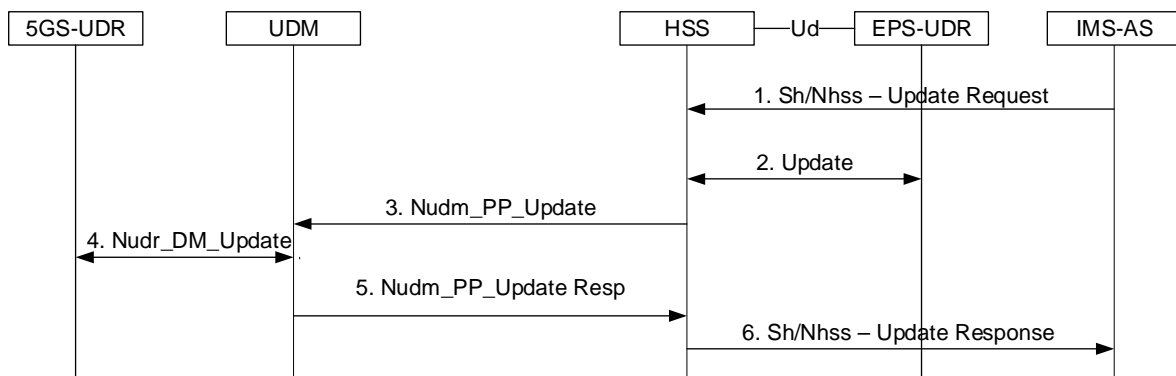 5GS-UDR
UDM
HSS
Ud
EPS-UDR
IMS-AS
1. Sh/Nhss – Update Request
2. Update
3. Nudm_PP_Update
4. Nudr_DM_Update
5. Nudm_PP_Update Resp
6. Sh/Nhss – Update Response